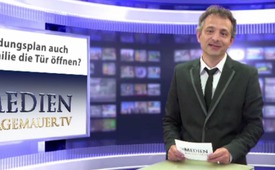 dungsplan auch
ilie die Tür öffnen?
MEDIEN
AGEMAUER.TV